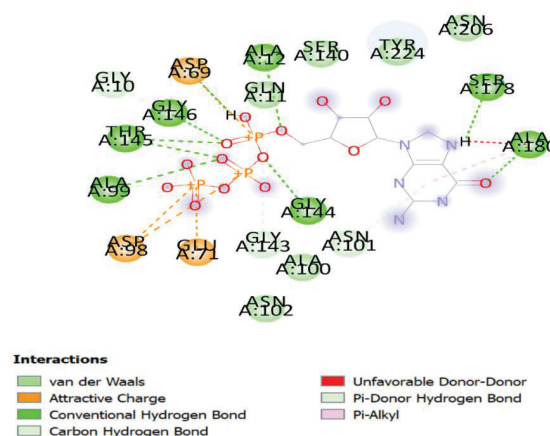 ASN
A:206
ALA
A:12
SER
A:140
TYR
A:224
ASP
A:69
GLY
A:10
GLN
A:11
SER
A:178
GLY
A:146
H
O
O
O
P
O
THR
A:145
O
O
N
N
H
ALA
A:180
O
O
O
P
P
O
O
O
O
N
N
O
N
ALA
A:99
GLY
A:144
ASP
A:98
GLU
A:71
GLY
A:143
ASN
A:101
ALA
A:100
ASN
A:102
Interactions
van der Waals
Attractive Charge
Conventional Hydrogen Bond
Carbon Hydrogen Bond
Unfavorable Donor-Donor
Pi-Donor Hydrogen Bond
Pi-Alkyl